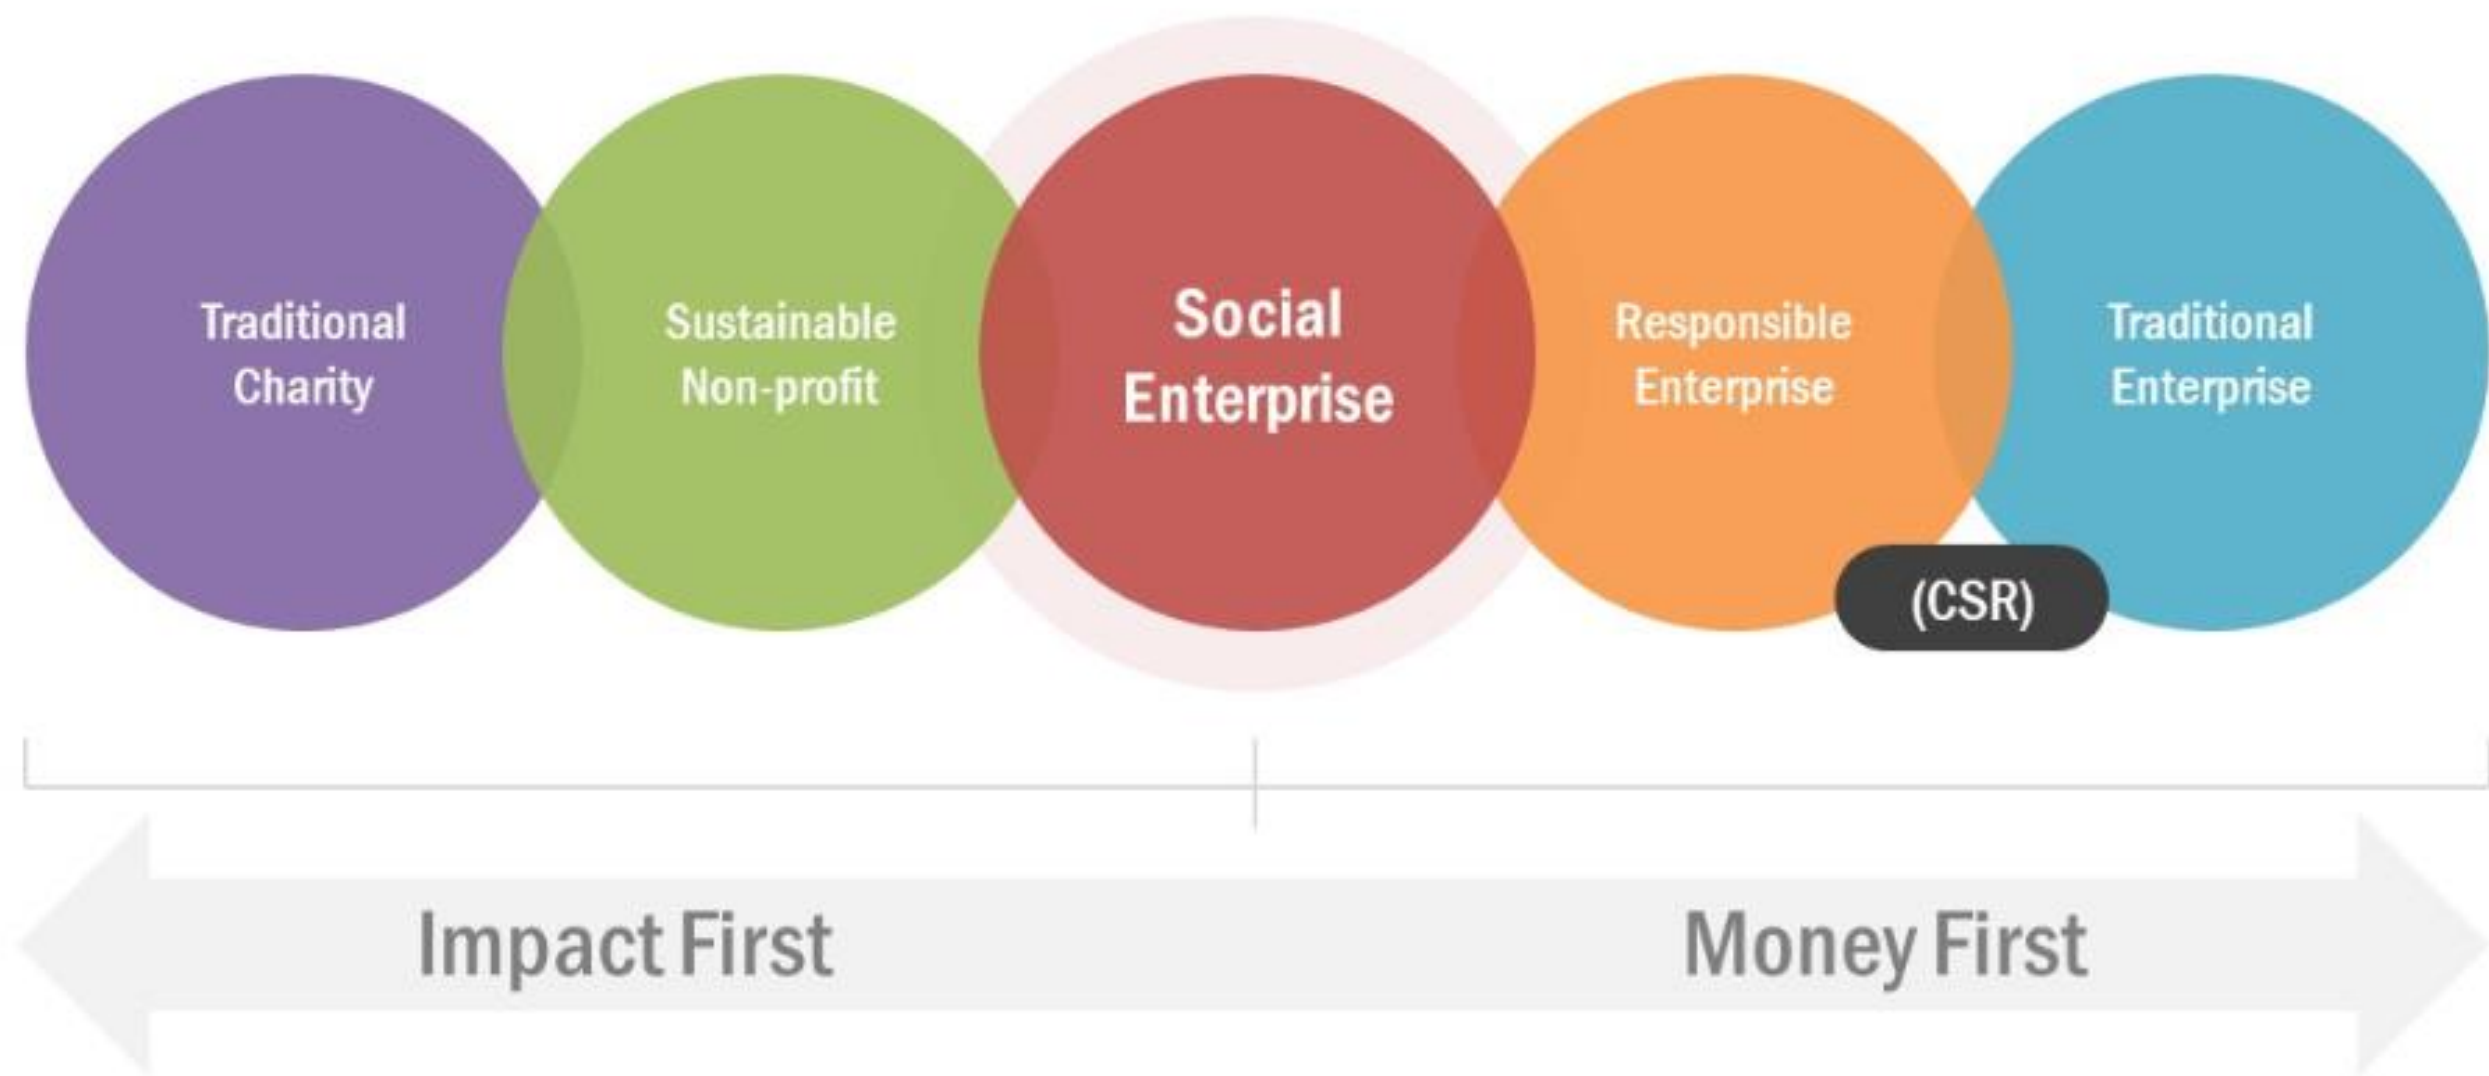 Traditional
Charity
Sustainable
Non-profit
Social
Enterprise
Responsible
Enterprise
Traditional
Enterprise
(CSR)
Impact First
Money First